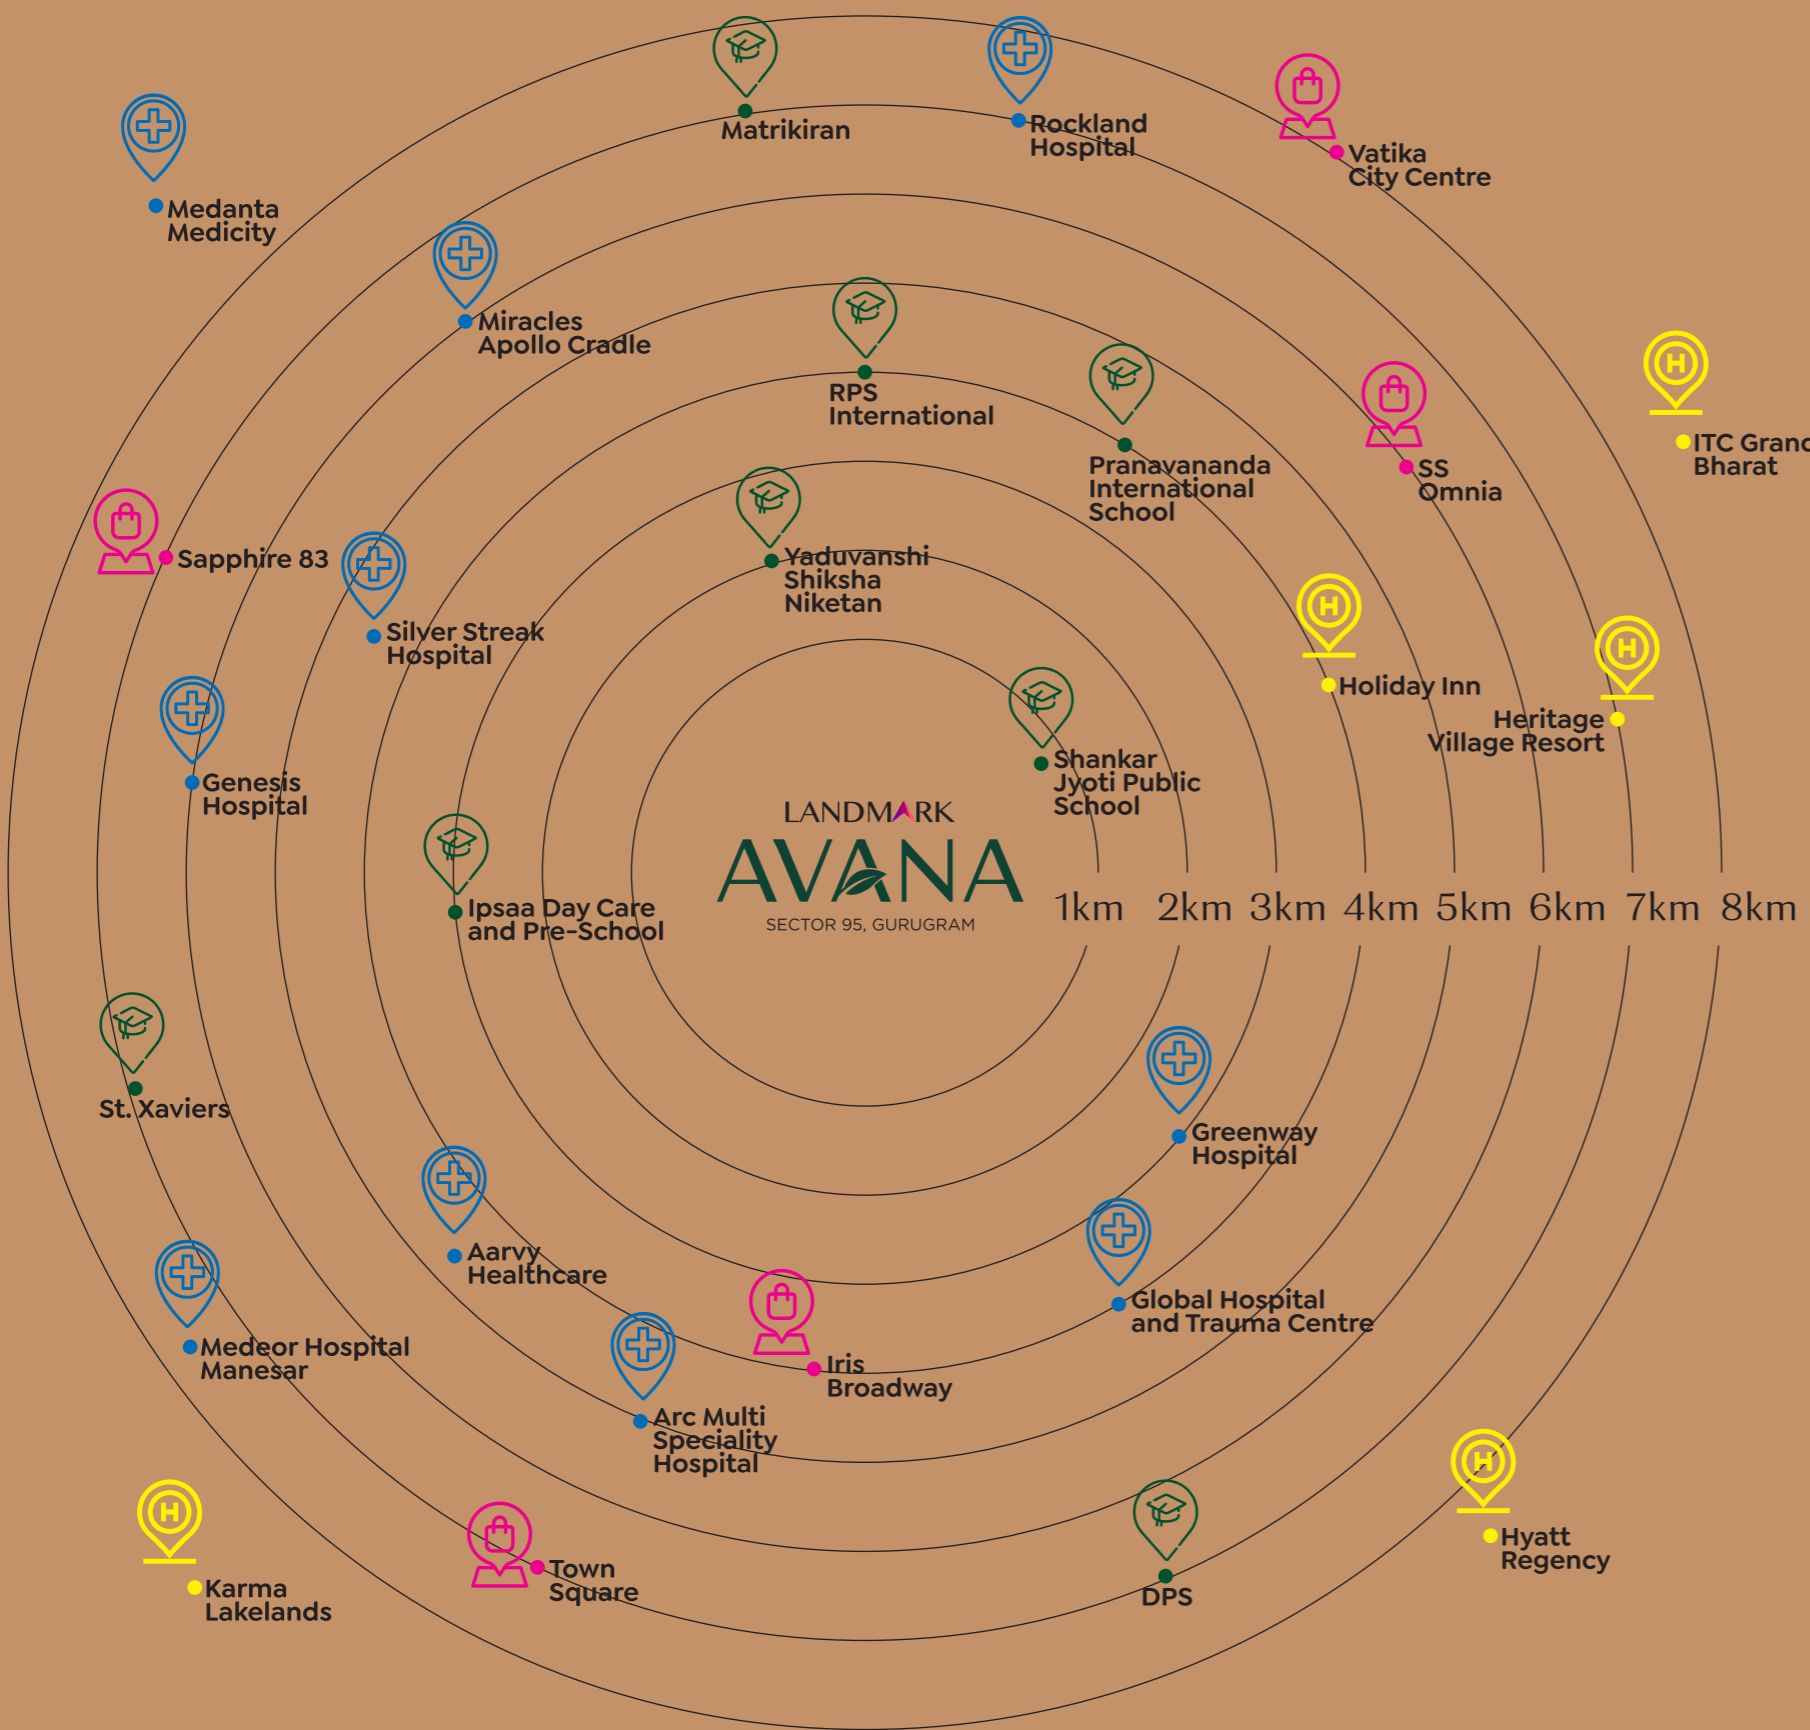 Matrikiran
Rockland
Hospital
Vatika
City Centre
Medanta
Medicity
Miracles
Apollo Cradle
RPS
International
Pranavananda
International
School
SS
Omnia
ITC Grand
Bharat
Sapphire 83
Yaduvanshi
Shiksha
Niketan
Silver Streak
Hospital
Holiday Inn
Heritage
Village Resort
Genesis
Hospital
Shankar
Jyoti Public
School
LANDMARK
AVANA
SECTOR 95, GURUGRAM
1km 2km 3km 4km 5km 6km 7km 8km
Ipsaa Day Care
and Pre-School
St. Xaviers
Greenway
Hospital
Aarvy
Healthcare
Global Hospital
and Trauma Centre
Medeor Hospital
Manesar
Iris
Broadway
Arc Multi
Speciality
Hospital
Hyatt
Regency
Town
Square
DPS
Karma
Lakelands